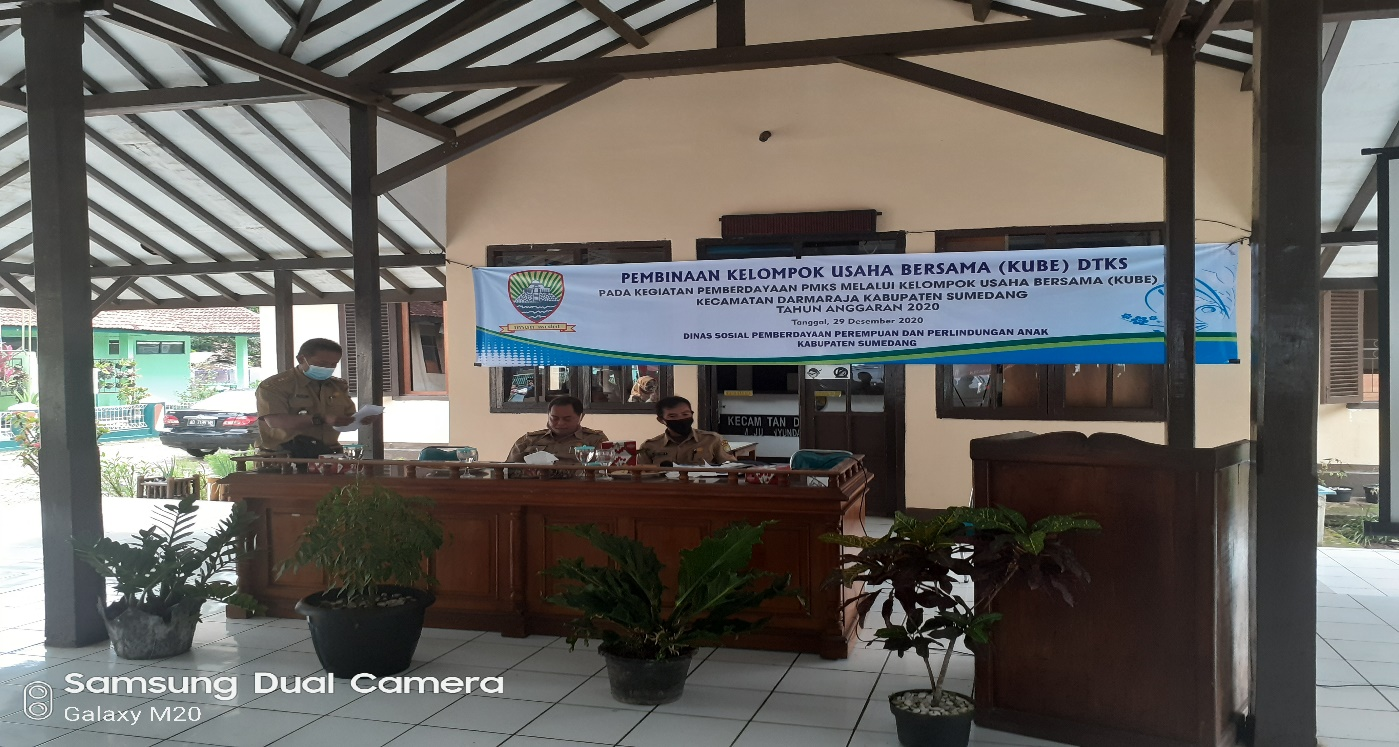 PEMBINAAN KELOMPOK USAHA BERSAMA (KUBE) DTKS
PADA KEGIATAN PEMBERDAYAAN PMKS MELALUI KELOMPOK USAHA BERSAMA (KUBE)
KECAMATAN DARMARAJA KABUPATEN SUMEDANG
TAHUN ANGGARAN 2020
Tanggal, 29 Desember 2020
DINAS SOSIAL PEMBERDAYAAN PEREMPUAN DAN PERLINDUNGAN ANAK
KABUPATEN SUMEDANG
KECAM TAN D
Samsung Dual Camera
Galaxy M20